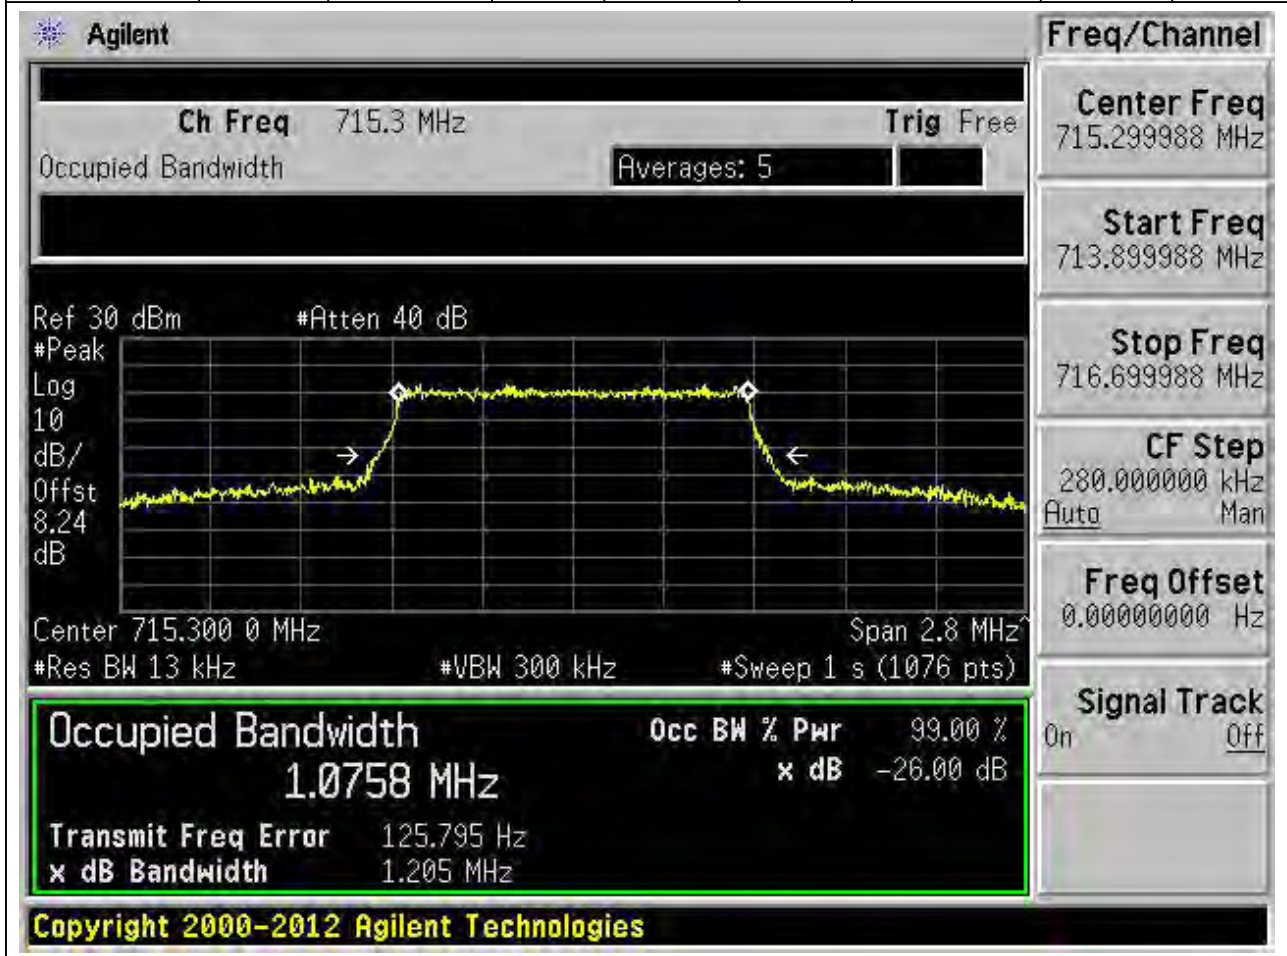 Agilent
Freq/Channel
Ch Freq 715.3 MHz Trig Free
Occupied Bandwidth Averages: 5
Center Freq
715.299988 MHz
Start Freq
713.899988 MHz
Stop Freq
716.699988 MHz
CF Step
280.000000 kHz
Auto Man
Freq Offset
0.00000000 Hz
Signal Track
On Off
Ref 30 dBm #Atten 40 dB
#Peak
Log
10
dB/
Offst
8.24
dB
Center 715.300 0 MHz Span 2.8 MHz^
#Res BW 13 kHz #VBW 300 kHz #Sweep 1 s (1076 pts)
Occupied Bandwidth Occ BW % Pwr 99.00 %
1.0758 MHz x dB -26.00 dB
Transmit Freq Error 125.795 Hz
x dB Bandwidth 1.205 MHz
Copyright 2000-2012 Agilent Technologies